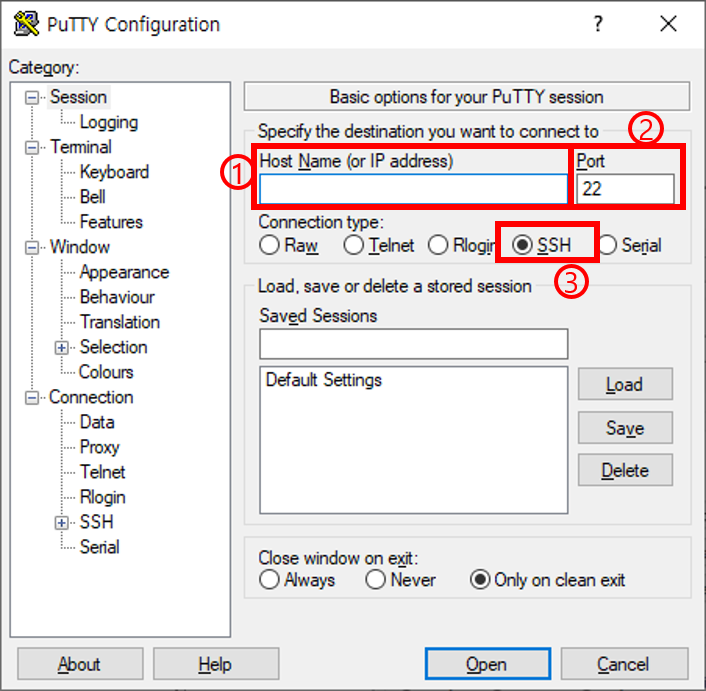 PuTTY Configuration
?
Category:
Session
Logging
Terminal
Keyboard
Bell
Features
Window
Appearance
Behaviour
Translation
Selection
Colours
Connection
Data
Proxy
Telnet
Rlogin
SSH
Serial
Basic options for your PuTTY session
Specify the destination you want to connect to
②
①
Host Name (or IP address) Port
22
Connection type:
Raw Telnet Rlogin SSH Serial
③
Load, save or delete a stored session
Saved Sessions
Default Settings
Load
Save
Delete
Close window on exit:
Always Never Only on clean exit
About Help Open Cancel